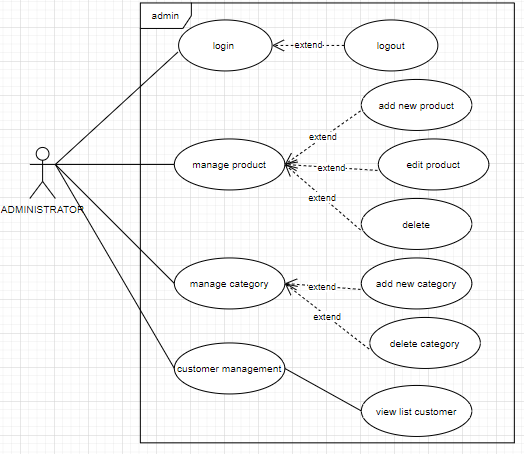 admin
login
extend
logout
add new product
extend
manage product
extend
edit product
extend
delete
ADMINISTRATOR
manage category
extend
add new category
extend
delete category
customer management
view list customer